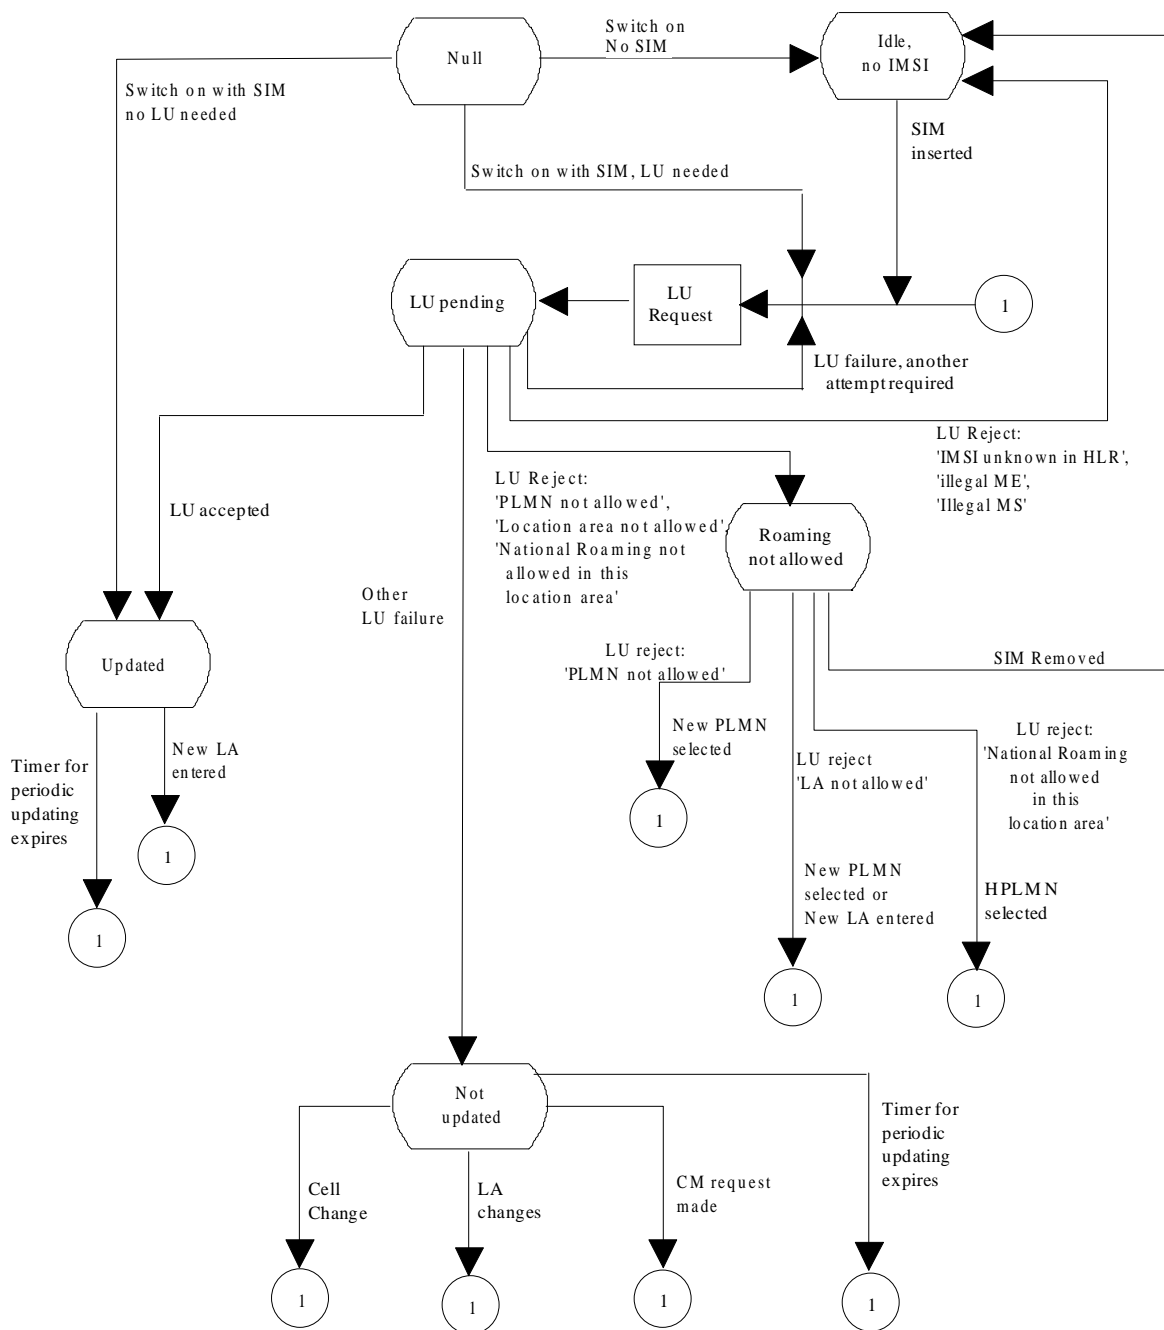 Switch on
No SIM
Null
Idle,
no IMSI
Switch on with SIM
no LU needed
SIM
inserted
Switch on with SIM, LU needed
LU pending
LU
Request
1
LU failure, another
attempt required
LU Reject:
'IMSI unknown in HLR',
'illegal ME',
'Illegal MS'
LU Reject:
'PLMN not allowed',
'Location area not allowed',
'National Roaming not
allowed in this
location area'
LU accepted
Roaming
not allowed
Other
LU failure
Updated
LU reject:
'PLMN not allowed'
SIM Removed
New PLMN
selected
LU reject
'LA not allowed'
LU reject:
'National Roaming
not allowed
in this
location area'
New LA
entered
Timer for
periodic
updating
expires
1
1
1
New PLMN
selected or
New LA entered
HPLMN
selected
1
1
Not
updated
Timer for
periodic
updating
expires
Cell
Change
LA
changes
CM request
made
1
1
1
1